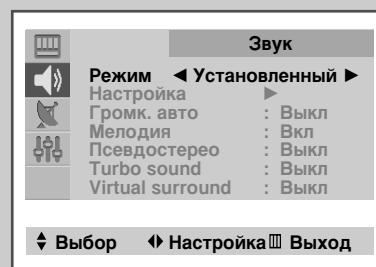 Звук
Режим ◄ Установленный ►
Настройка ►
Громк. авто : Выкл
Мелодия : Вкл
Псевдостерео : Выкл
Turbo sound : Выкл
Virtual surround : Выкл
Выбор Настройка Выход